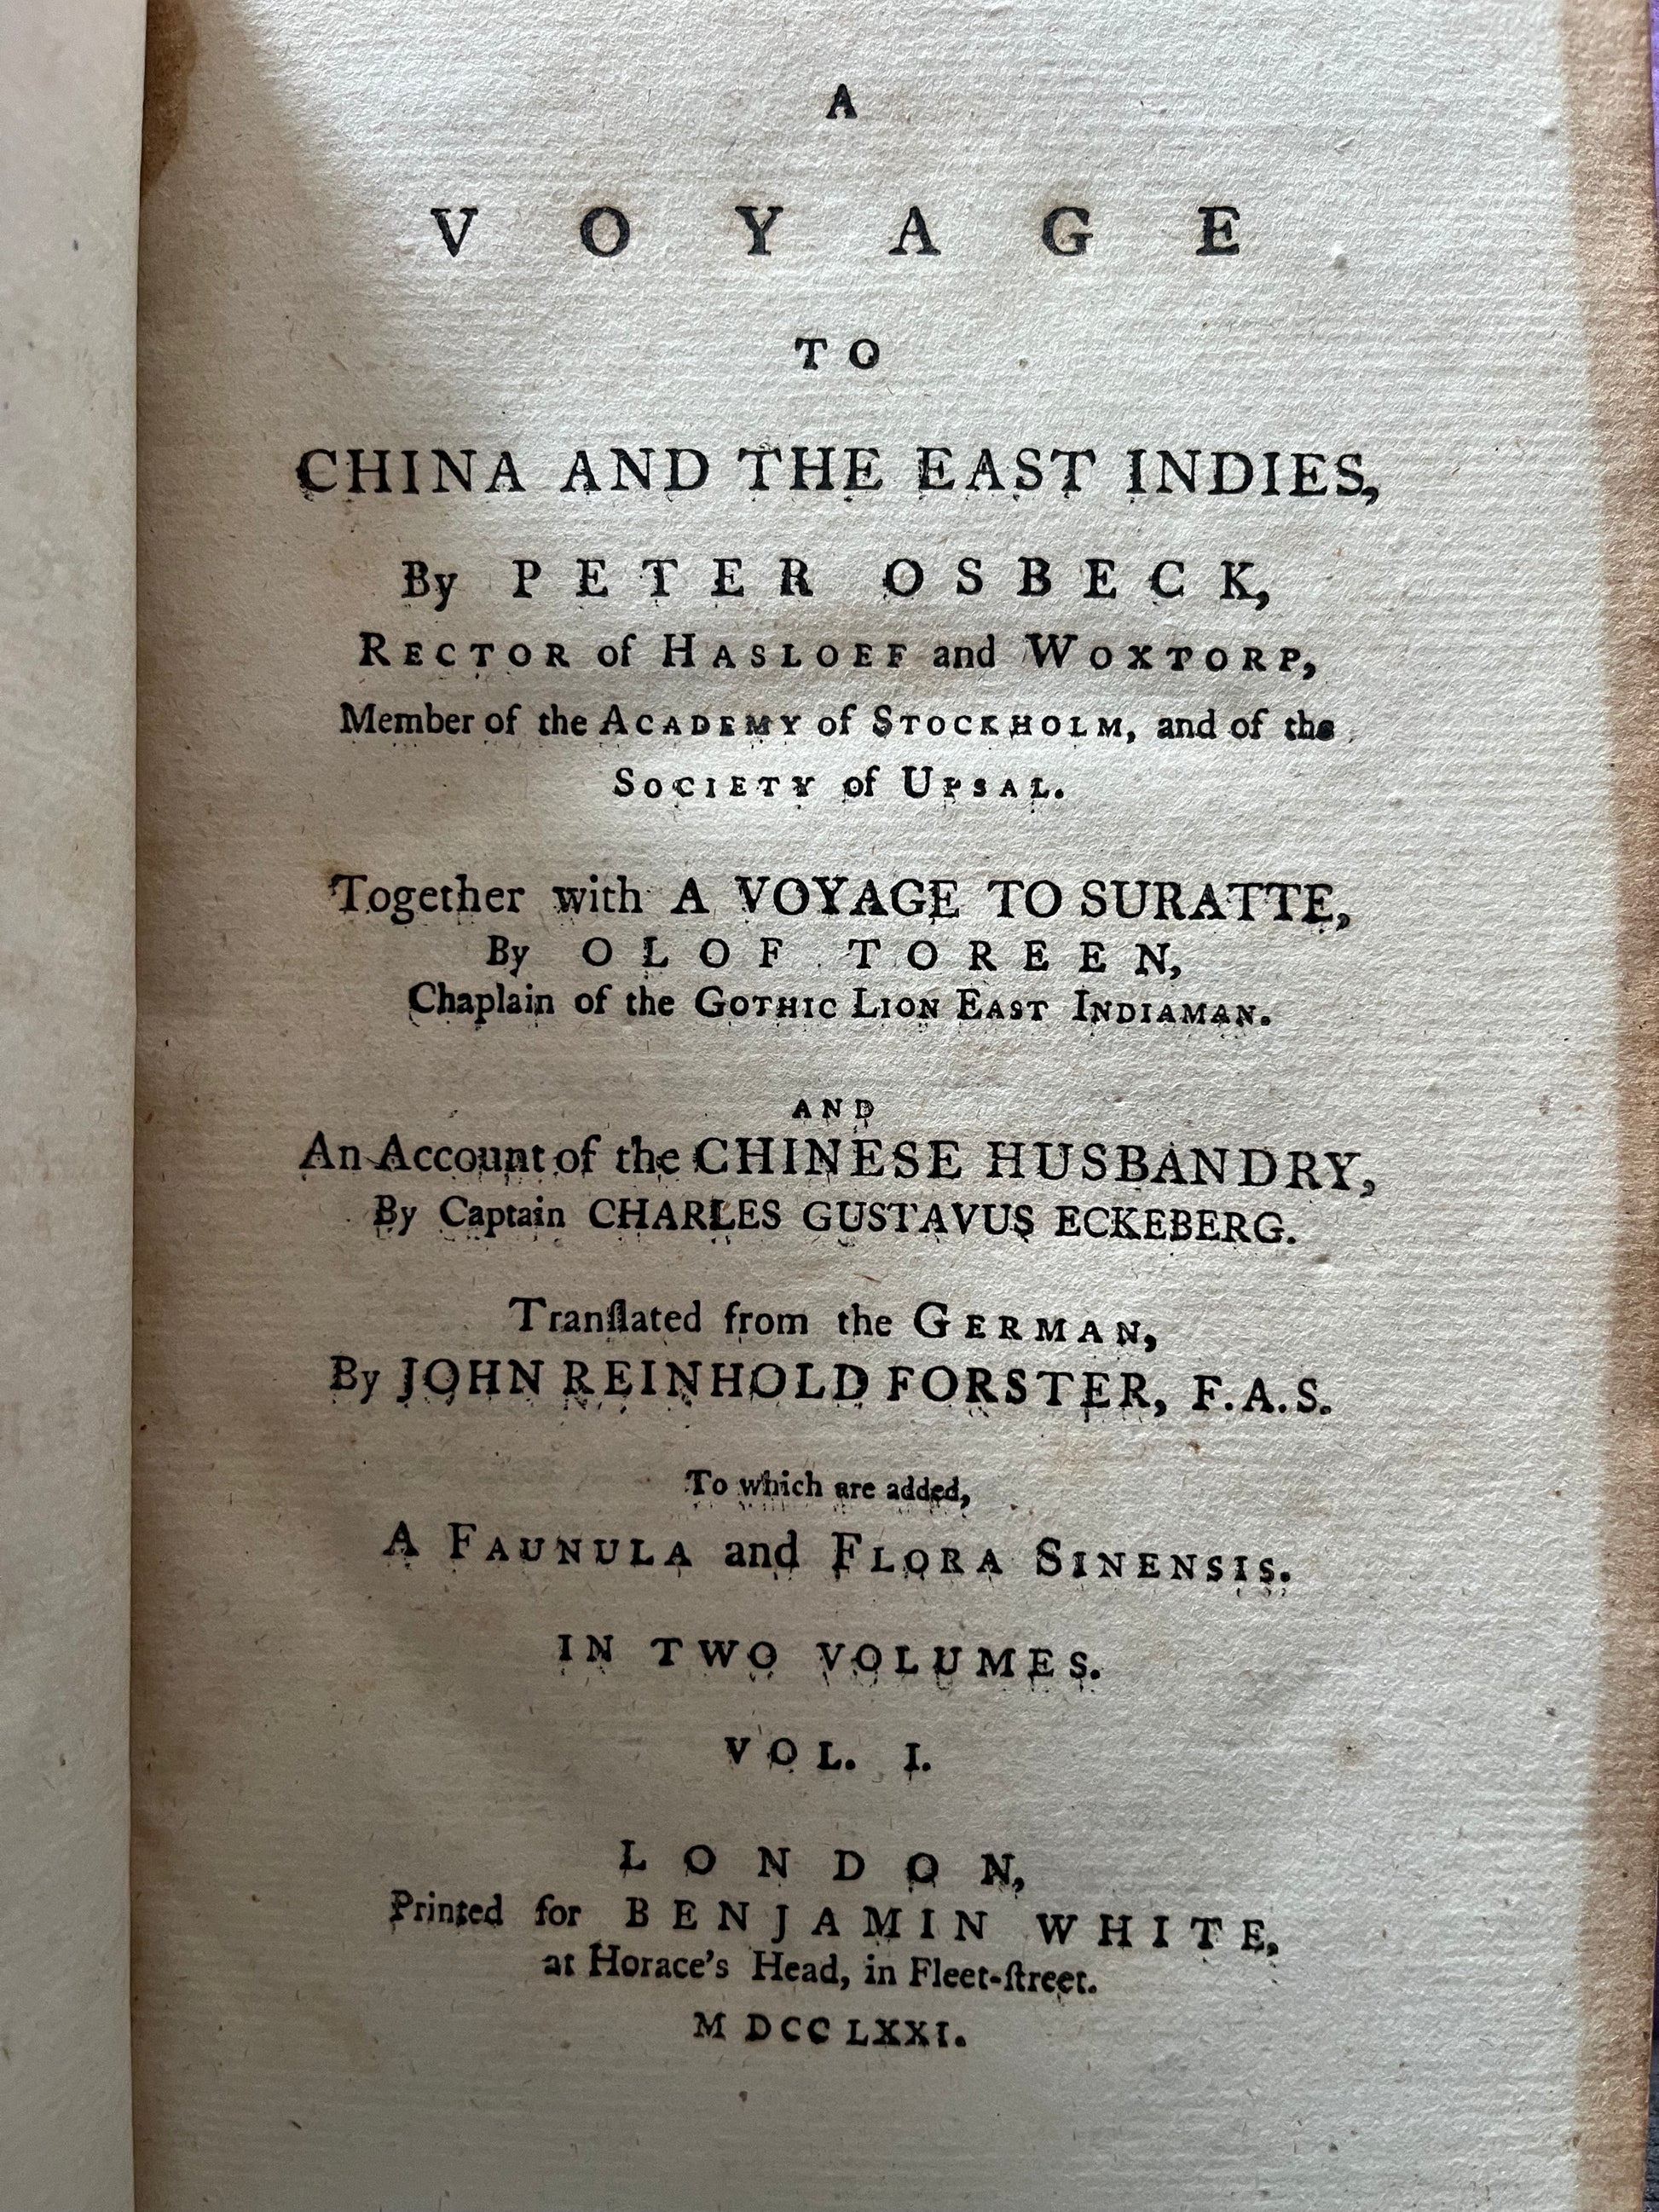 A
VOYAGE
TO
CHINA AND THE EAST INDIES,
By PETER OSBECK,
RECTOR of HASLOEF and WOXTORP,
Member of the ACADEMY of STOCKHOLM, and of the
SOCIETY of UPSAL.
Together with A VOYAGE TO SURATTE,
By OLOF TOREEN,
Chaplain of the GOTHIC LION EAST INDIAMAN.
AND
An Account of the CHINESE HUSBANDRY,
By Captain CHARLES GUSTAVUS ECKEBERG.
Tranſlated from the GERMAN,
By JOHN REINHOLD FORSTER, F.A.S.
To which are added,
A FAUNULA and FLORA SINENSIS.
IN TWO VOLUMES.
VOL. I.
LONDON,
Printed for BENJAMIN WHITE,
at Horace's Head, in Fleet-ſtreet.
M DCC LXXI.